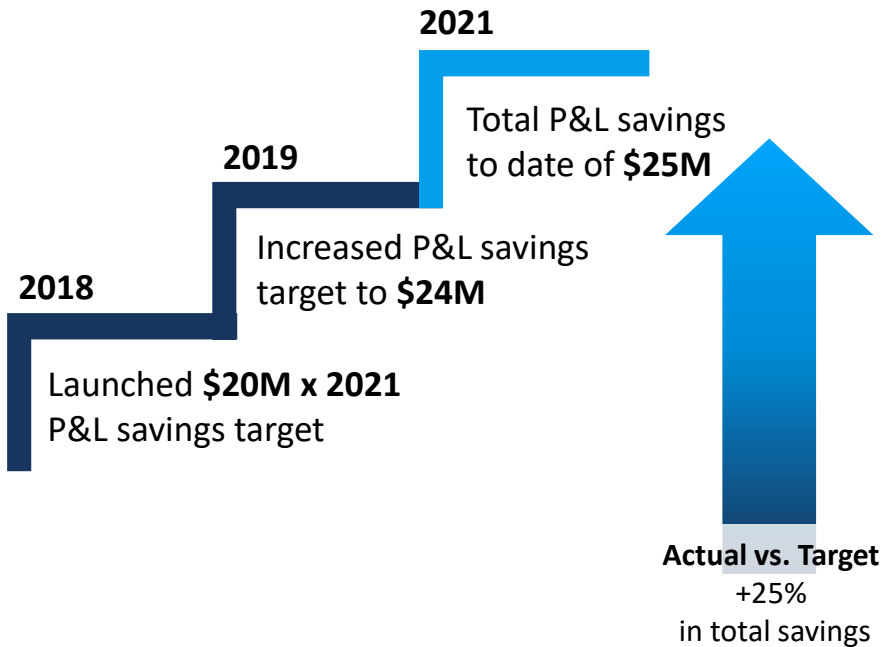 2021
Total P&L savings
to date of $25M
2019
Increased P&L savings
target to $24M
2018
Launched $20M x 2021
P&L savings target
Actual vs. Target
+25%
in total savings